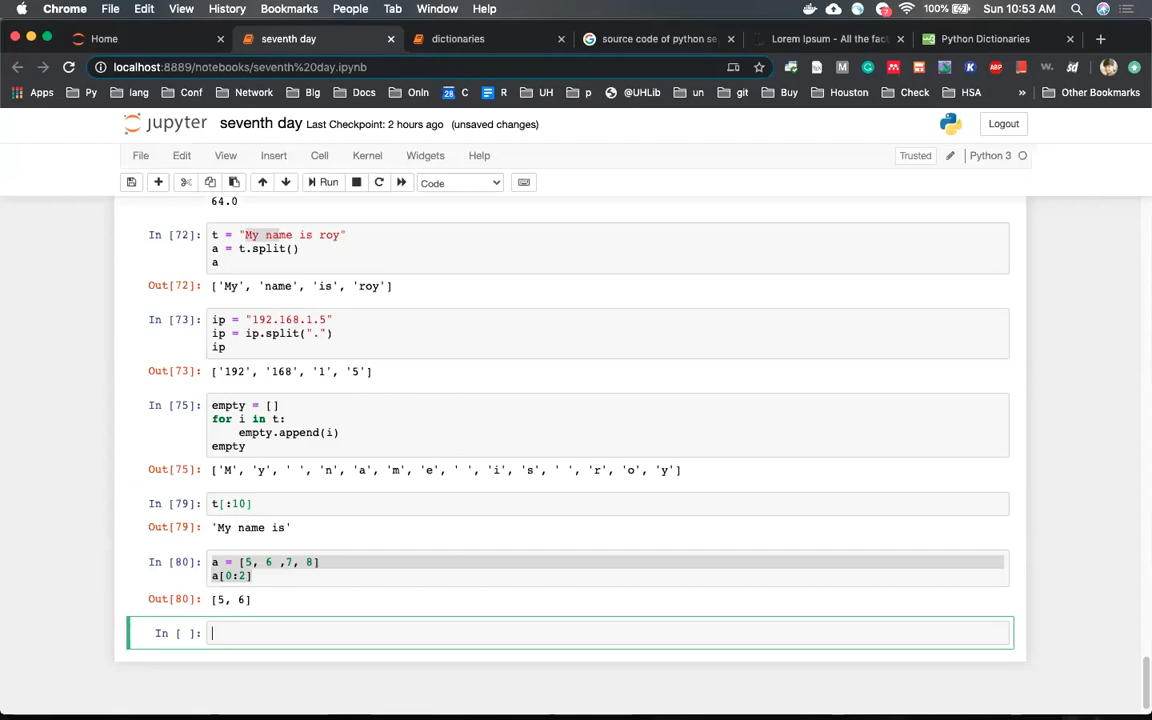 Chrome File Edit View History Bookmarks People Tab Window Help 7 100% Sun 10:53 AM
Home seventh day dictionaries source code of python se Lorem Ipsum - All the fact Python Dictionaries
localhost:8889/notebooks/seventh%20day.ipynb
Apps Py lang Conf Network BIg Docs OnIn 28 C R UH p @UHLib un git Buy Houston Check HSA » Other Bookmarks
jupyter seventh day Last Checkpoint: 2 hours ago (unsaved changes) Logout
File Edit View Insert Cell Kernel Widgets Help Trusted Python 3
Run Code
64.0
In [72]: t = "My name is roy"
a = t.split()
a
Out[72]: ['My', 'name', 'is', 'roy']
In [73]: ip = "192.168.1.5"
ip = ip.split(".")
ip
Out[73]: ['192', '168', '1', '5']
In [75]: empty = []
for i in t:
empty.append(i)
empty
Out[75]: ['M', 'y', ' ', 'n', 'a', 'm', 'e', ' ', 'i', 's', ' ', 'r', 'o', 'y']
In [79]: t[:10]
Out[79]: 'My name is'
In [80]: a = [5, 6 ,7, 8]
a[0:2]
Out[80]: [5, 6]
In [ ]: